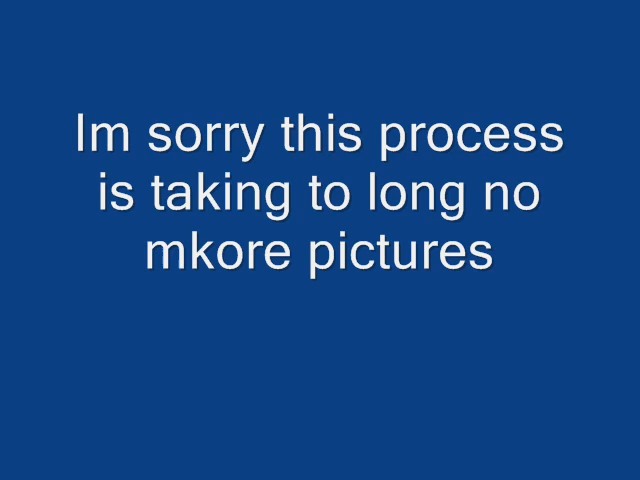 Im sorry this process
is taking to long no
mkore pictures